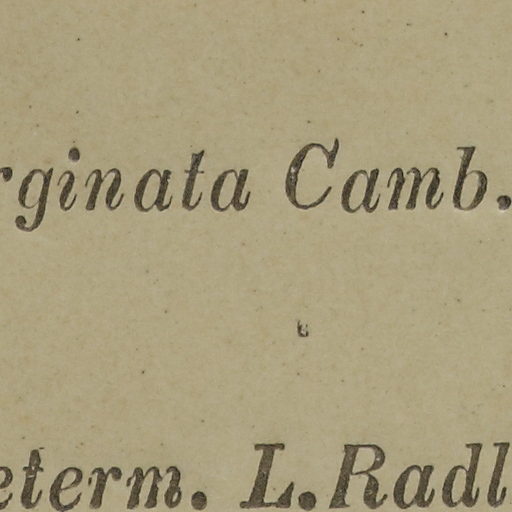 rginata Camb.
eterm. L. Radl